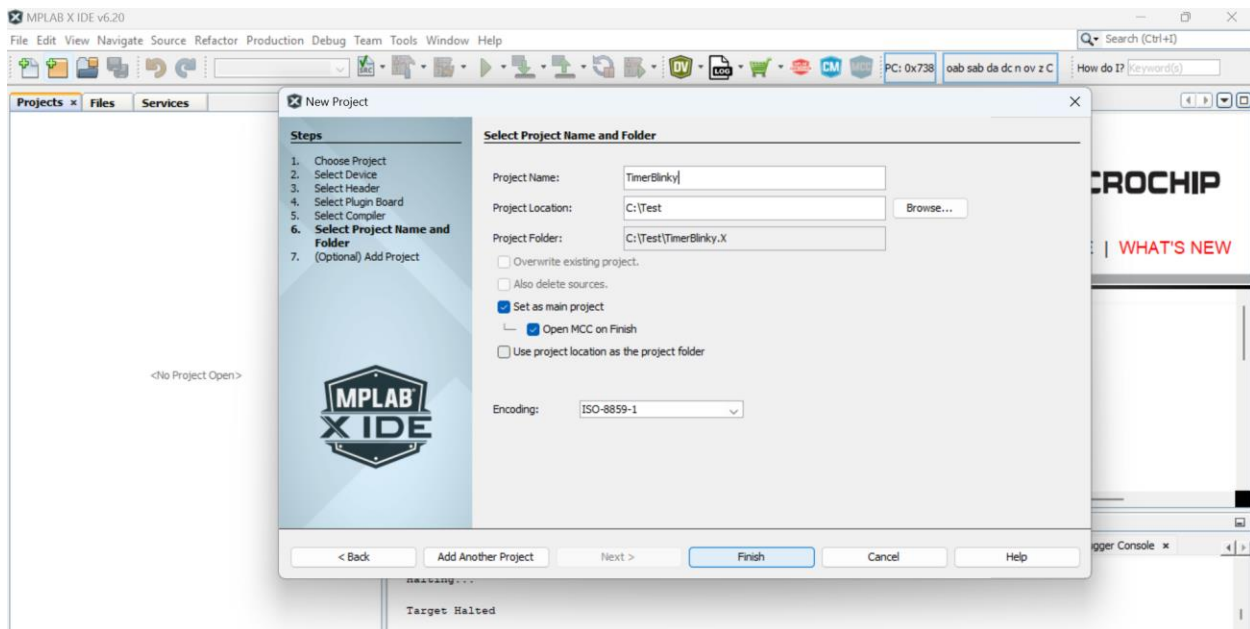 MPLAB X IDE v6.20
File Edit View Navigate Source Refactor Production Debug Team Tools Window Help
Search (Ctrl+I)
PC: 0x738
oab sab da dc n ov z C
How do I? Keyword(s)
Projects × Files Services
New Project
Steps
1. Choose Project
2. Select Device
3. Select Header
4. Select Plugin Board
5. Select Compiler
6. Select Project Name and
Folder
7. (Optional) Add Project
MPLAB
X IDE
Select Project Name and Folder
Project Name: TimerBlinky
Project Location: C:\Test Browse...
Project Folder: C:\Test\TimerBlinky.X
Overwrite existing project.
Also delete sources.
Set as main project
Open MCC on Finish
Use project location as the project folder
Encoding: ISO-8859-1
< Back Add Another Project Next > Finish Cancel Help
<No Project Open>
CROCHIP
| WHAT'S NEW
gger Console ×
Halting...
Target Halted